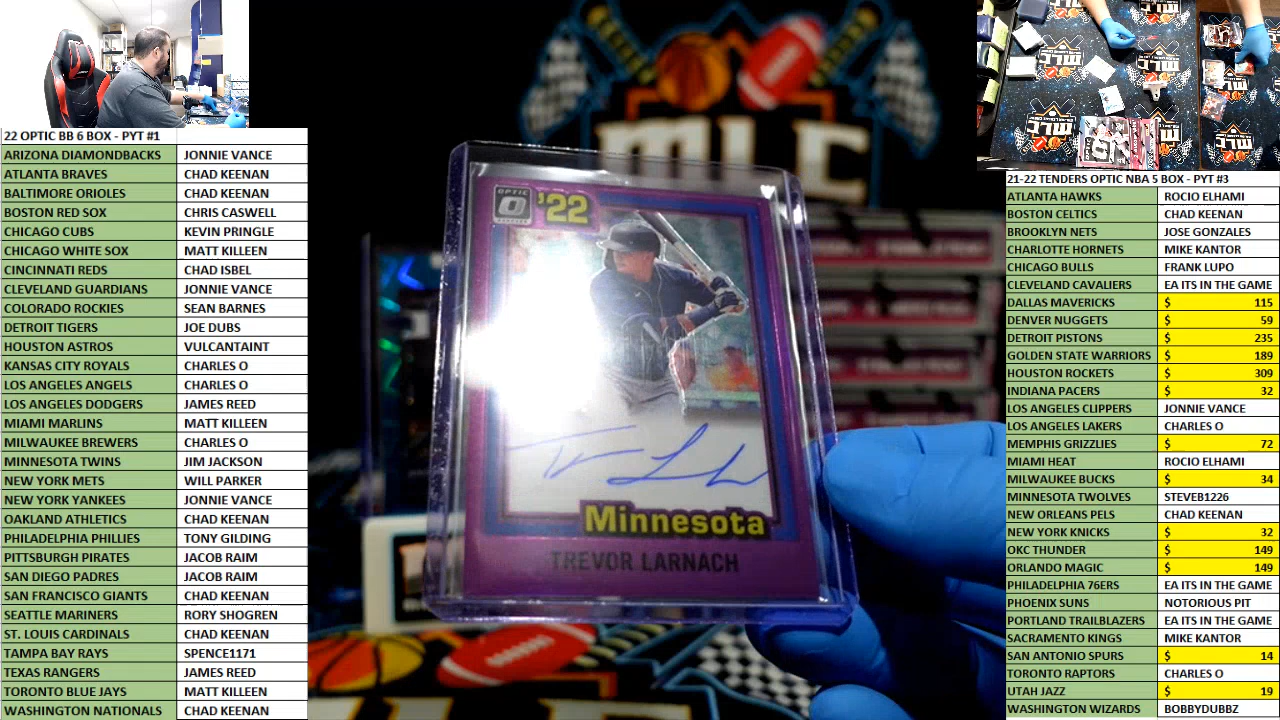 22 OPTIC BB 6 BOX - PYT #1
ARIZONA DIAMONDBACKS JONNIE VANCE
ATLANTA BRAVES CHAD KEENAN
BALTIMORE ORIOLES CHAD KEENAN
BOSTON RED SOX CHRIS CASWELL
CHICAGO CUBS KEVIN PRINGLE
CHICAGO WHITE SOX MATT KILLEEN
CINCINNATI REDS CHAD ISBEL
CLEVELAND GUARDIANS JONNIE VANCE
COLORADO ROCKIES SEAN BARNES
DETROIT TIGERS JOE DUBS
HOUSTON ASTROS VULCANTAINT
KANSAS CITY ROYALS CHARLES O
LOS ANGELES ANGELS CHARLES O
LOS ANGELES DODGERS JAMES REED
MIAMI MARLINS MATT KILLEEN
MILWAUKEE BREWERS CHARLES O
MINNESOTA TWINS JIM JACKSON
NEW YORK METS WILL PARKER
NEW YORK YANKEES JONNIE VANCE
OAKLAND ATHLETICS CHAD KEENAN
PHILADELPHIA PHILLIES TONY GILDING
PITTSBURGH PIRATES JACOB RAIM
SAN DIEGO PADRES JACOB RAIM
SAN FRANCISCO GIANTS CHAD KEENAN
SEATTLE MARINERS RORY SHOGREN
ST. LOUIS CARDINALS CHAD KEENAN
TAMPA BAY RAYS SPENCE1171
TEXAS RANGERS JAMES REED
TORONTO BLUE JAYS MATT KILLEEN
WASHINGTON NATIONALS CHAD KEENAN
MLC
OPTIC
'22
Minnesota
TREVOR LARNACH
21-22 TENDERS OPTIC NBA 5 BOX - PYT #3
ATLANTA HAWKS ROCIO ELHAMI
BOSTON CELTICS CHAD KEENAN
BROOKLYN NETS JOSE GONZALES
CHARLOTTE HORNETS MIKE KANTOR
CHICAGO BULLS FRANK LUPO
CLEVELAND CAVALIERS EA ITS IN THE GAME
DALLAS MAVERICKS $ 115
DENVER NUGGETS $ 59
DETROIT PISTONS $ 235
GOLDEN STATE WARRIORS $ 189
HOUSTON ROCKETS $ 309
INDIANA PACERS $ 32
LOS ANGELES CLIPPERS JONNIE VANCE
LOS ANGELES LAKERS CHARLES O
MEMPHIS GRIZZLIES $ 72
MIAMI HEAT ROCIO ELHAMI
MILWAUKEE BUCKS $ 34
MINNESOTA TWOLVES STEVEB1226
NEW ORLEANS PELS CHAD KEENAN
NEW YORK KNICKS $ 32
OKC THUNDER $ 149
ORLANDO MAGIC $ 149
PHILADELPHIA 76ERS EA ITS IN THE GAME
PHOENIX SUNS NOTORIOUS PIT
PORTLAND TRAILBLAZERS EA ITS IN THE GAME
SACRAMENTO KINGS MIKE KANTOR
SAN ANTONIO SPURS $ 14
TORONTO RAPTORS CHARLES O
UTAH JAZZ $ 19
WASHINGTON WIZARDS BOBBYDUBBZ